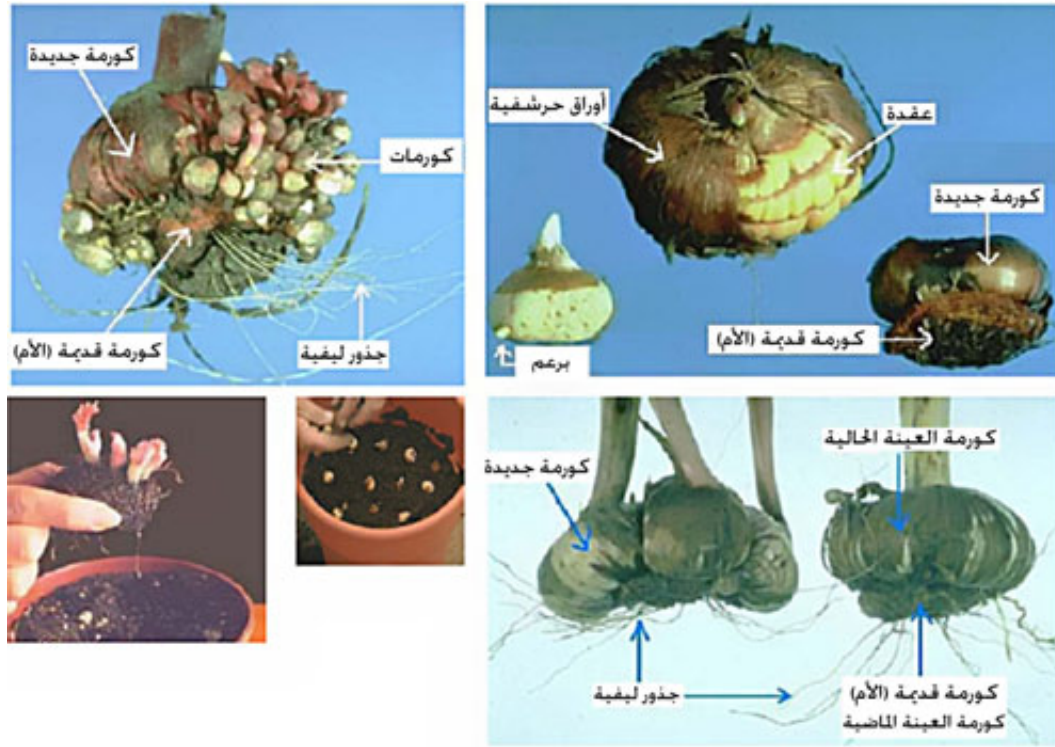 كورمة جديدة
كورمات
كورمة قديمة (الأم)
جذور ليفية
أوراق حرشفية
عقدة
كورمة جديدة
كورمة قديمة (الأم)
برعم
كورمة جديدة
كورمة العينة الحالية
جذور ليفية
كورمة قديمة (الأم)
كورمة العينة الماضية